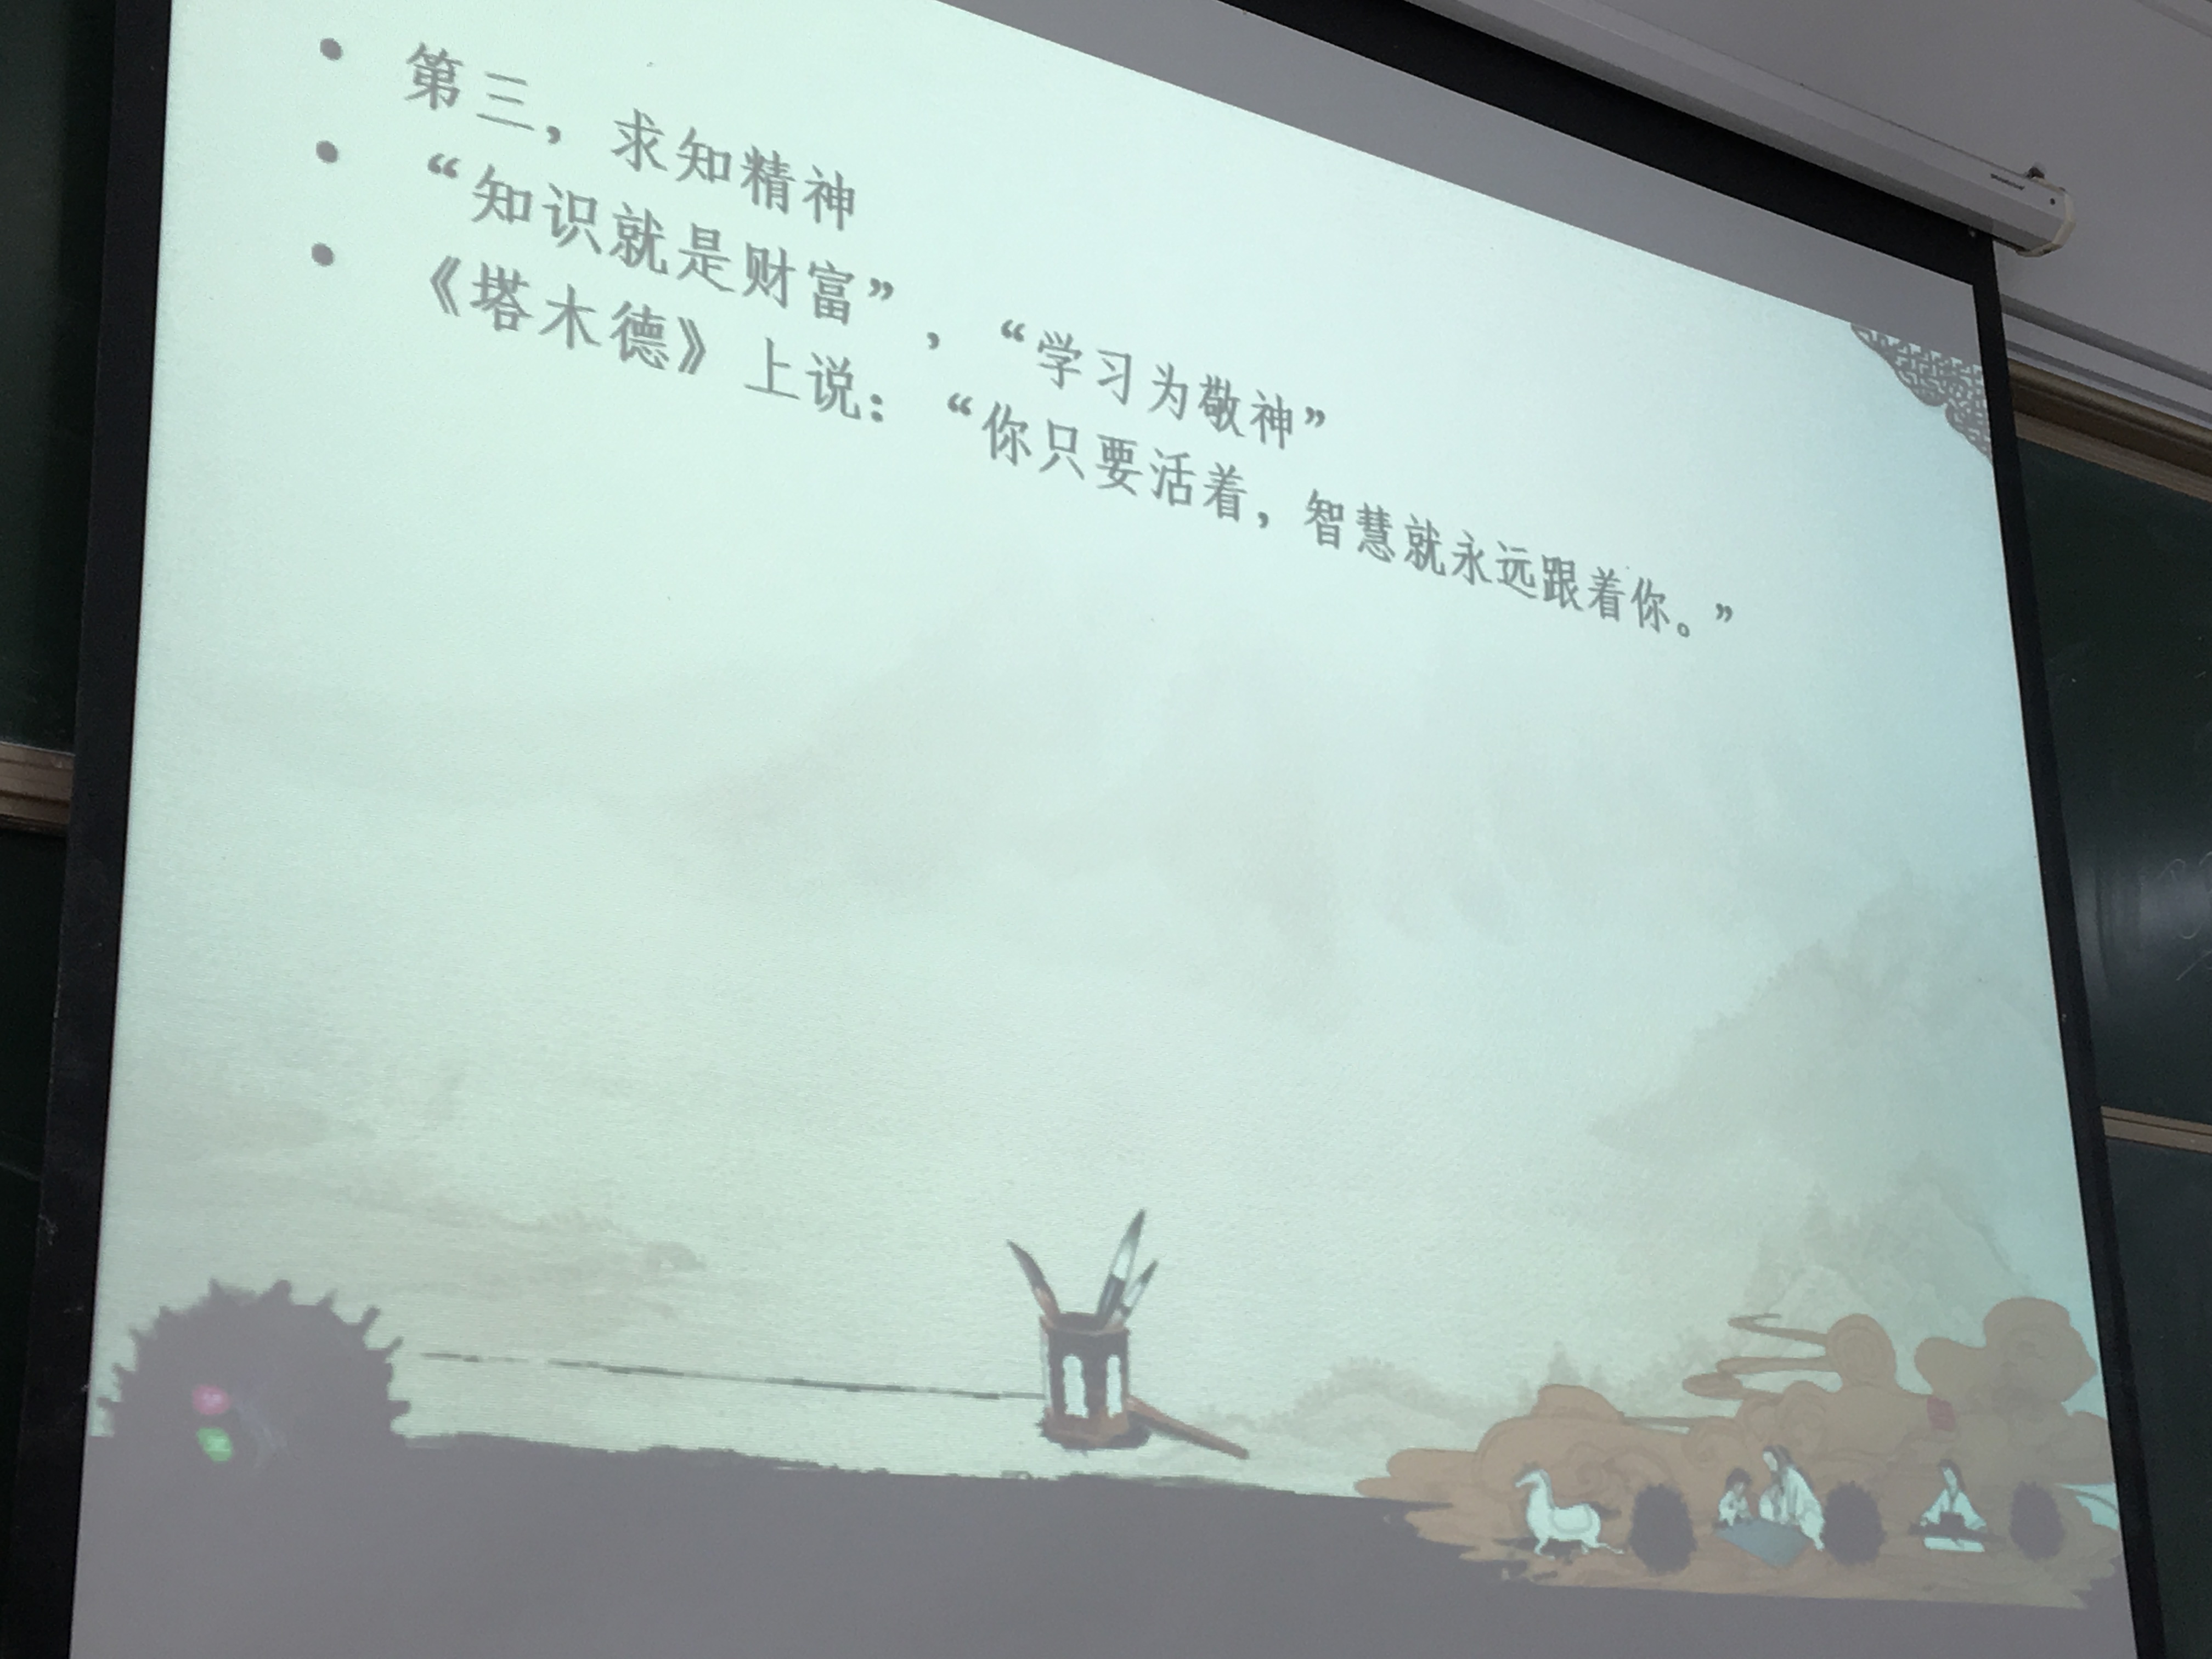 • 第三，求知精神
• “知识就是财富”，“学习为敬神”
• 《塔木德》上说：“你只要活着，智慧就永远跟着你。”